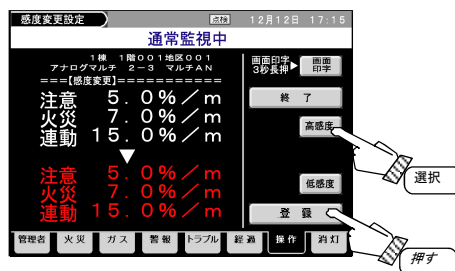 感度変更設定 点検 12月12日 17:15
通常監視中
1棟 1階001地区001
アナログマルチ 2-3 マルチAN
===【感度変更】===========
注意 5.0%/m
火災 7.0%/m
連動 15.0%/m
注意 5.0%/m
火災 7.0%/m
連動 15.0%/m
画面印字
3秒長押
画面
印字
終 了
高感度
選択
低感度
登 録
押す
管理者 火災 ガス 警報 トラブル 経過 操作 消灯